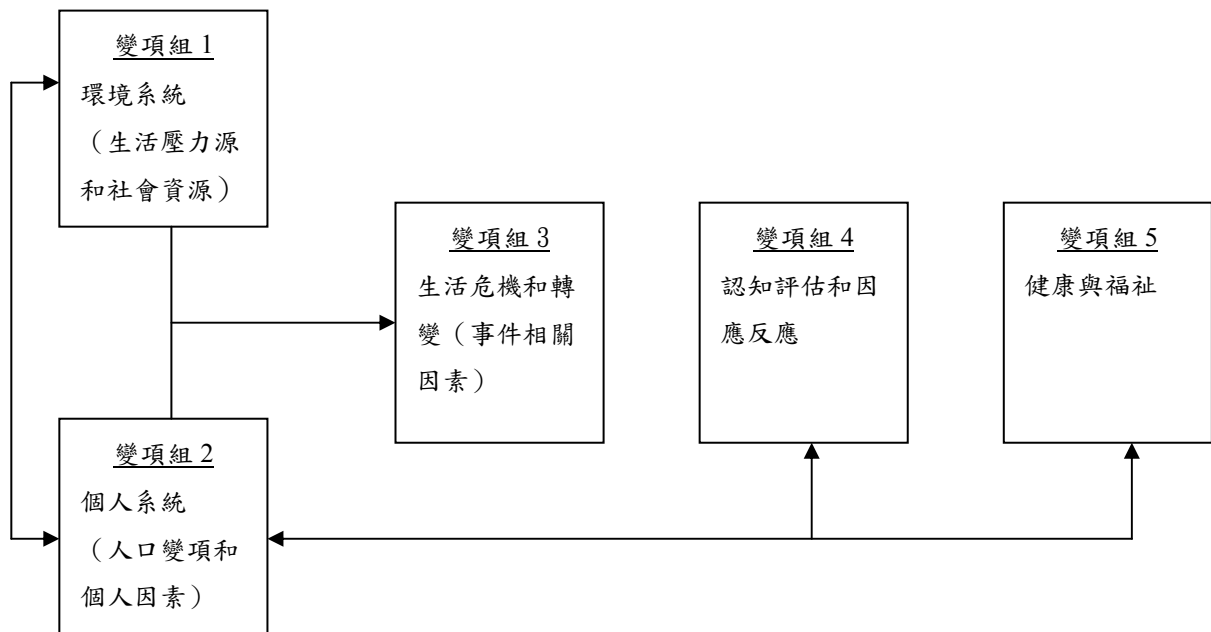 變項組 1
環境系統
（生活壓力源
和社會資源）
變項組 3
生活危機和轉
變（事件相關
因素）
變項組 4
認知評估和因
應反應
變項組 5
健康與福祉
變項組 2
個人系統
（人口變項和
個人因素）